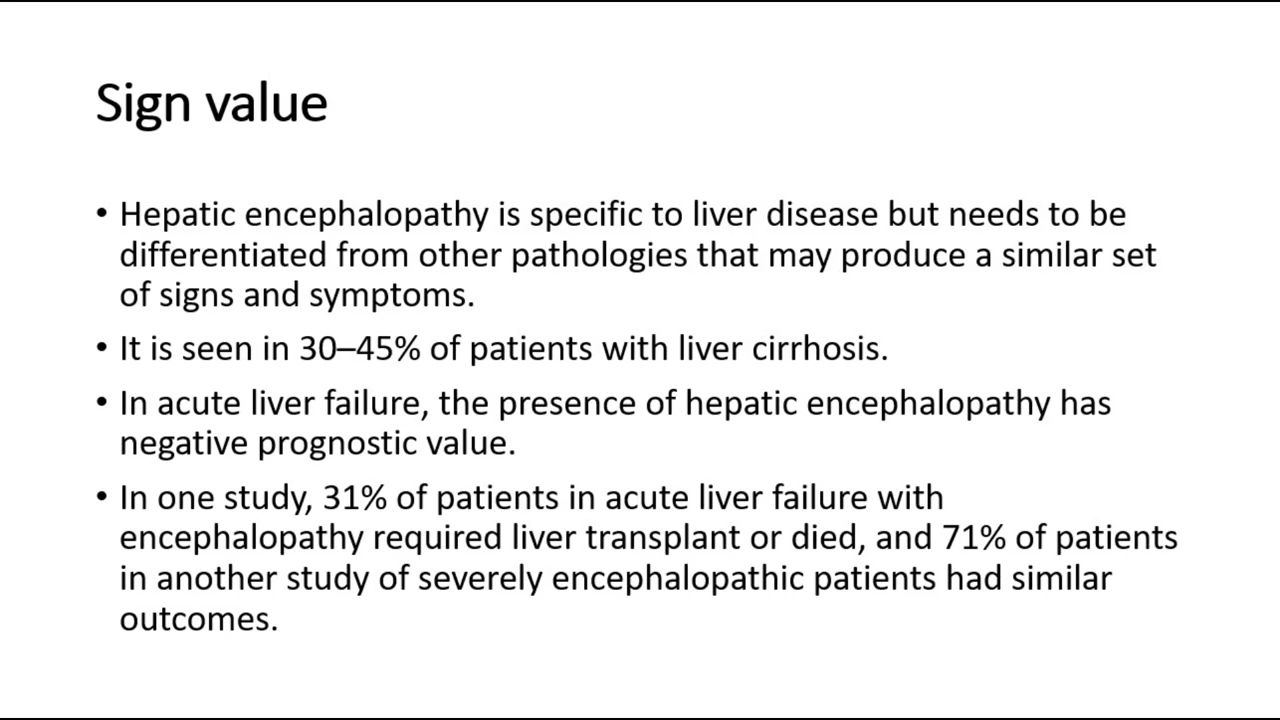 Sign value
• Hepatic encephalopathy is specific to liver disease but needs to be
differentiated from other pathologies that may produce a similar set
of signs and symptoms.
• It is seen in 30–45% of patients with liver cirrhosis.
• In acute liver failure, the presence of hepatic encephalopathy has
negative prognostic value.
• In one study, 31% of patients in acute liver failure with
encephalopathy required liver transplant or died, and 71% of patients
in another study of severely encephalopathic patients had similar
outcomes.